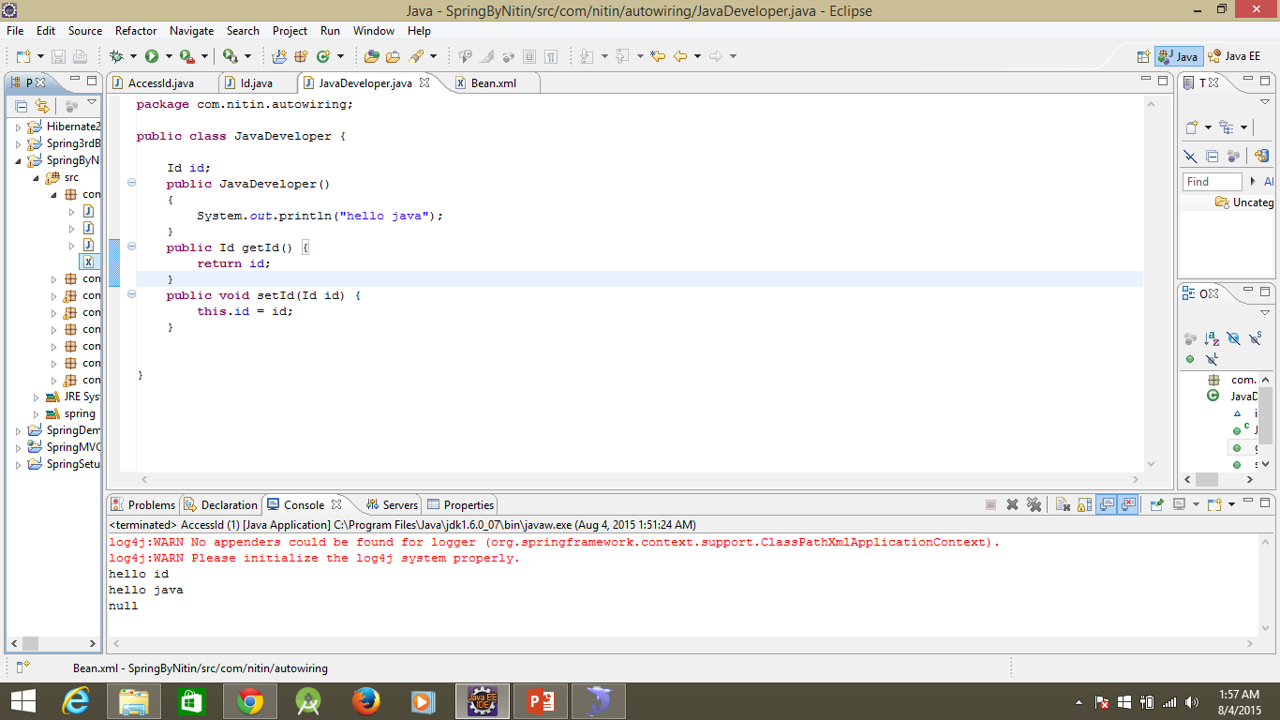 Java - SpringByNitin/src/com/nitin/autowiring/JavaDeveloper.java - Eclipse
File Edit Source Refactor Navigate Search Project Run Window Help
Java Java EE
P
AccessId.java Id.java JavaDeveloper.java Bean.xml
T
Hibernate2
Spring3rdB
SpringByN
src
con
con
con
con
con
con
con
con
JRE Sys
spring
SpringDem
SpringMVC
SpringSetu
package com.nitin.autowiring;
public class JavaDeveloper {
Id id;
public JavaDeveloper()
{
System.out.println("hello java");
}
public Id getId() {
return id;
}
public void setId(Id id) {
this.id = id;
}
}
Find Al
Uncateg
O
com.
JavaD
Problems Declaration Console Servers Properties
<terminated> AccessId (1) [Java Application] C:\Program Files\Java\jdk1.6.0_07\bin\javaw.exe (Aug 4, 2015 1:51:24 AM)
log4j:WARN No appenders could be found for logger (org.springframework.context.support.ClassPathXmlApplicationContext).
log4j:WARN Please initialize the log4j system properly.
hello id
hello java
null
Bean.xml - SpringByNitin/src/com/nitin/autowiring
Java EE
IDE
1:57 AM
8/4/2015